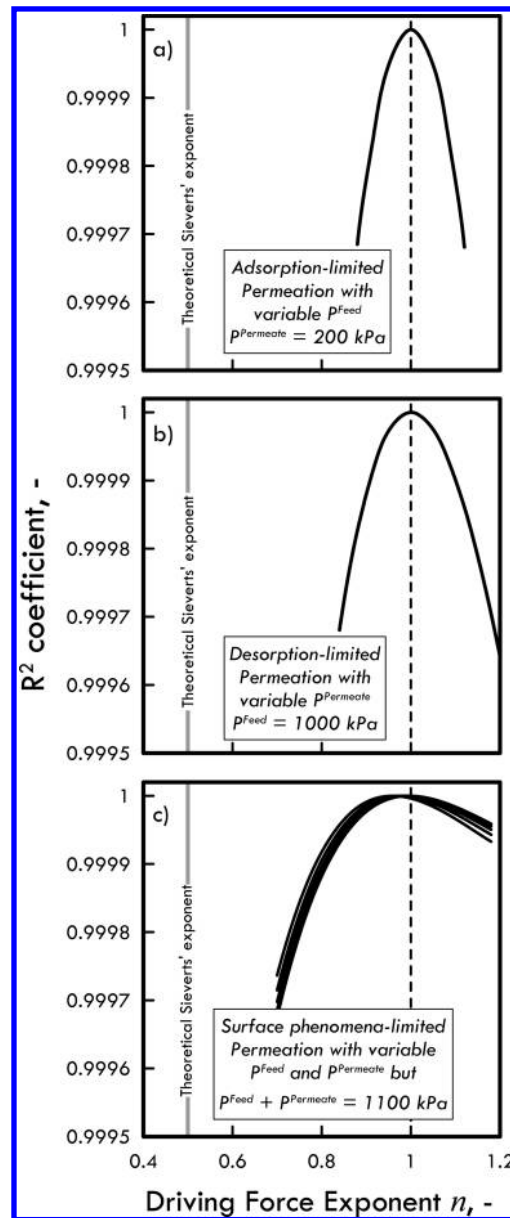 a)
1
0.9999
0.9998
0.9997
0.9996
0.9995
Theoretical Sieverts' exponent
Adsorption-limited
Permeation with
variable P^Feed
P^Permeate = 200 kPa
b)
1
0.9999
0.9998
0.9997
0.9996
0.9995
Theoretical Sieverts' exponent
Desorption-limited
Permeation with
variable P^Permeate
P^Feed = 1000 kPa
R² coefficient, -
c)
1
0.9999
0.9998
0.9997
0.9996
0.9995
Theoretical Sieverts' exponent
Surface phenomena-limited
Permeation with variable
P^Feed and P^Permeate but
P^Feed + P^Permeate = 1100 kPa
0.4 0.6 0.8 1 1.2
Driving Force Exponent n, -